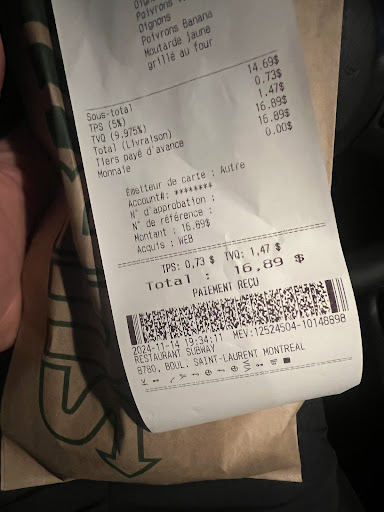 Oignons
Poivrons
Oignons
Poivrons Banana
Moutarde jaune
grillé au four
Sous-total 14.69$
TPS (5%) 0.73$
TVQ (9.975%) 1.47$
Total (Livraison) 16.89$
Tiers payé d'avance 16.89$
Monnaie 0.00$
Émetteur de carte : Autre
Account#: ********
N° d'approbation :
N° de référence :
Montant : 16.89$
Acquis : WEB
TPS: 0,73 $ TVQ: 1,47 $
Total : 16,89 $
PAIEMENT REÇU
2024-11-14 19:34:11 MEV:12524504-10148698
RESTAURANT SUBWAY
8780, BOUL. SAINT-LAURENT MONTREAL